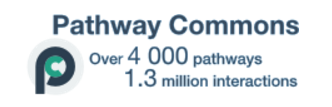 Pathway Commons
Over 4 000 pathways
1.3 million interactions